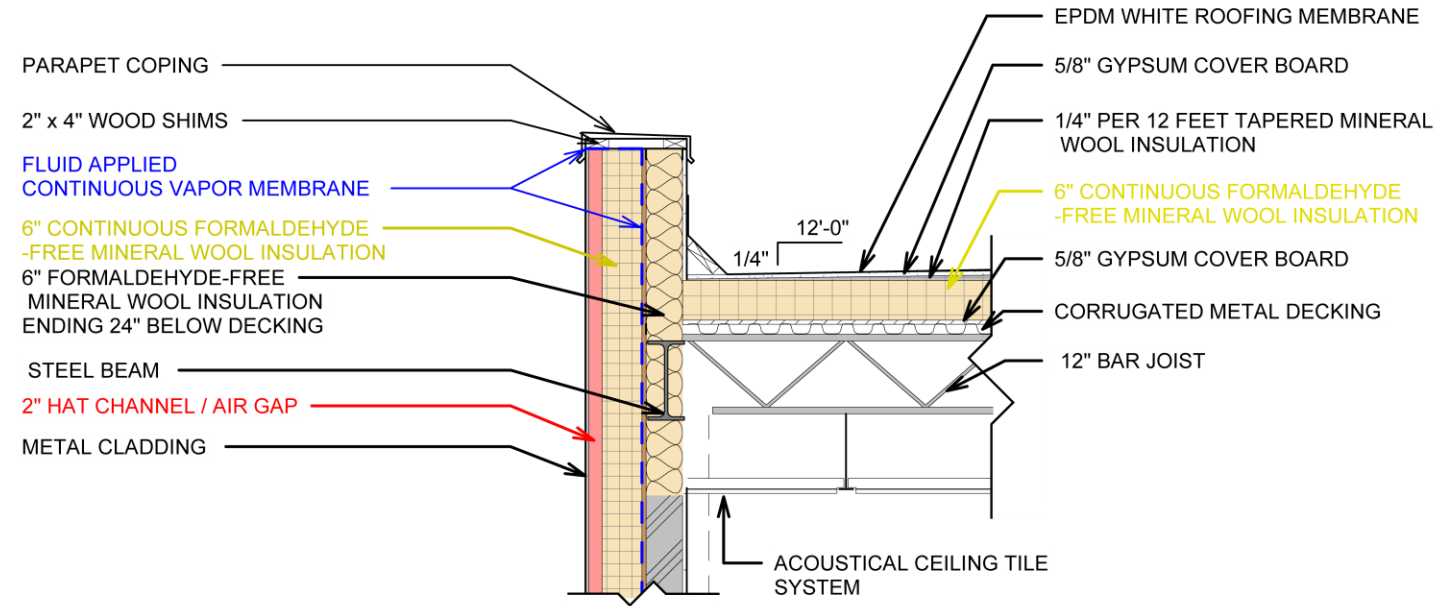 PARAPET COPING
2" x 4" WOOD SHIMS
FLUID APPLIED
CONTINUOUS VAPOR MEMBRANE
6" CONTINUOUS FORMALDEHYDE
-FREE MINERAL WOOL INSULATION
6" FORMALDEHYDE-FREE
MINERAL WOOL INSULATION
ENDING 24" BELOW DECKING
STEEL BEAM
2" HAT CHANNEL / AIR GAP
METAL CLADDING
12'-0"
1/4"
EPDM WHITE ROOFING MEMBRANE
5/8" GYPSUM COVER BOARD
1/4" PER 12 FEET TAPERED MINERAL
WOOL INSULATION
6" CONTINUOUS FORMALDEHYDE
-FREE MINERAL WOOL INSULATION
5/8" GYPSUM COVER BOARD
CORRUGATED METAL DECKING
12" BAR JOIST
ACOUSTICAL CEILING TILE
SYSTEM